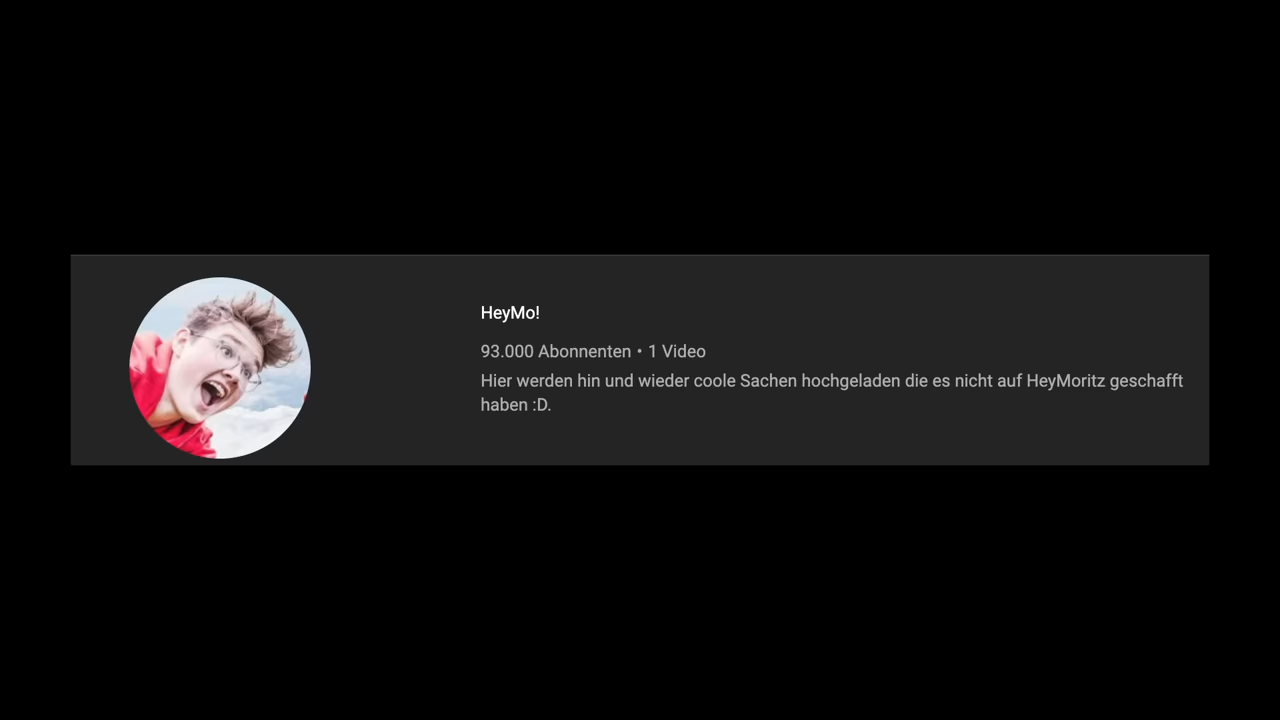 HeyMo!
93.000 Abonnenten • 1 Video
Hier werden hin und wieder coole Sachen hochgeladen die es nicht auf HeyMoritz geschafft
haben :D.